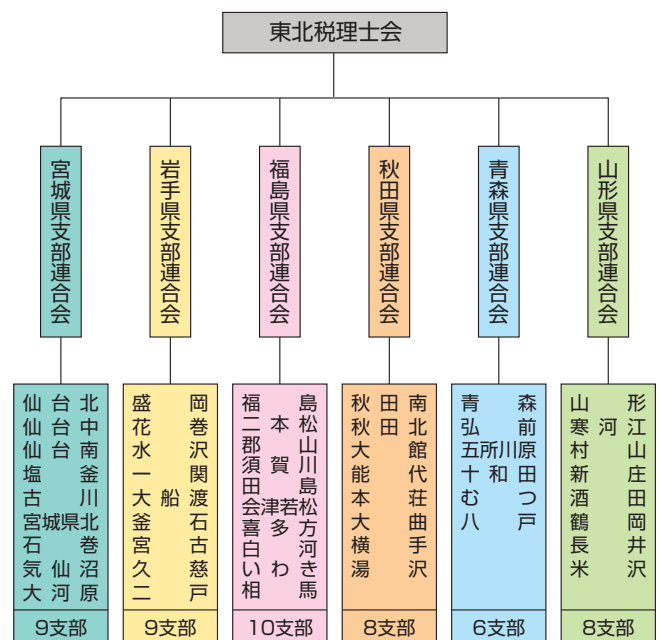 東北税理士会
宮城県支部連合会
仙台北
仙台中
仙台南
塩釜
古川
宮城県北
石巻
気仙沼
大河原
9支部
岩手県支部連合会
盛岡
花巻
水沢
一関
大船渡
釜石
宮古
久慈
二戸
9支部
福島県支部連合会
福島
二本松
郡山
須賀川
田島
会津若松
喜多方
白河
いわき
相馬
10支部
秋田県支部連合会
秋田南
秋田北
大館
能代
本荘
大曲
横手
湯沢
8支部
青森県支部連合会
青森
弘前
五所川原
十和田
むつ
八戸
6支部
山形県支部連合会
山形
寒河江
村山
新庄
酒田
鶴岡
長井
米沢
8支部